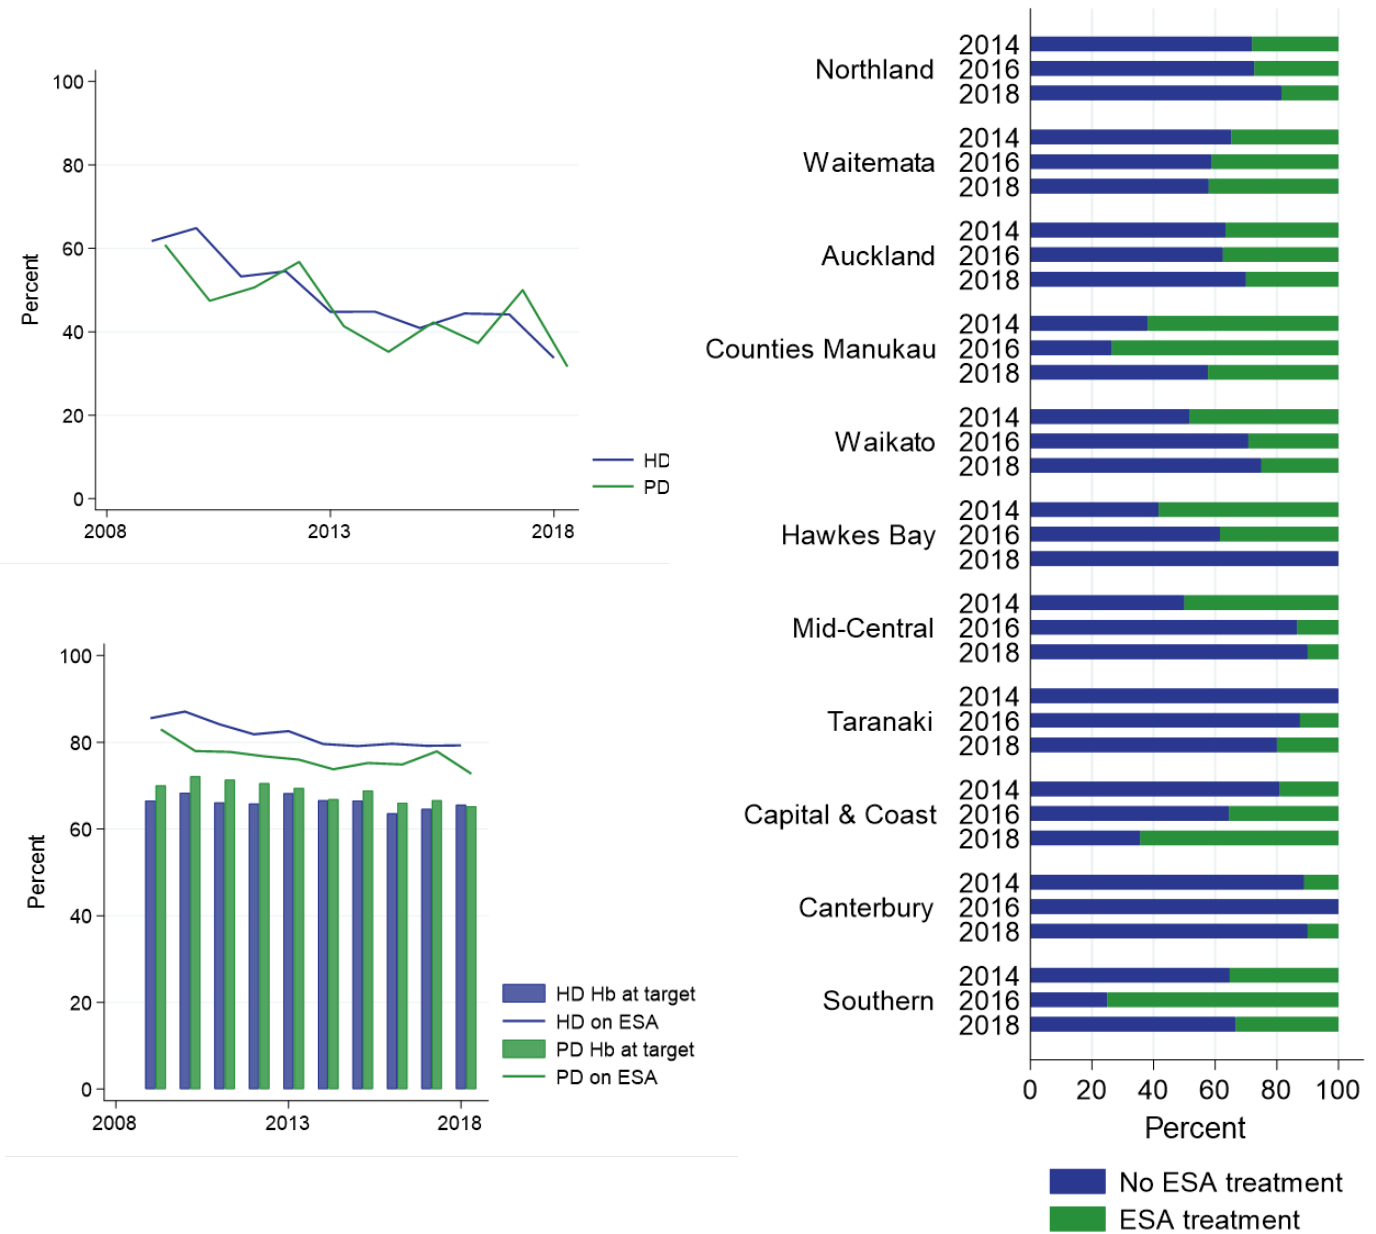 100
80
60
40
20
0
Percent
2008 2013 2018
HD
PD
100
80
60
40
20
0
Percent
2008 2013 2018
HD Hb at target
HD on ESA
PD Hb at target
PD on ESA
2014
Northland 2016
2018
2014
Waitemata 2016
2018
2014
Auckland 2016
2018
2014
Counties Manukau 2016
2018
2014
Waikato 2016
2018
2014
Hawkes Bay 2016
2018
2014
Mid-Central 2016
2018
2014
Taranaki 2016
2018
2014
Capital & Coast 2016
2018
2014
Canterbury 2016
2018
2014
Southern 2016
2018
0 20 40 60 80 100
Percent
No ESA treatment
ESA treatment